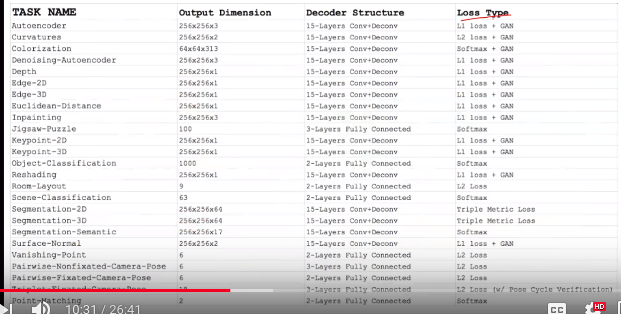 TASK NAME Output Dimension Decoder Structure Loss Type
Autoencoder 256x256x3 15-Layers Conv+Deconv L1 loss + GAN
Curvatures 256x256x2 15-Layers Conv+Deconv L2 loss + GAN
Colorization 64x64x313 15-Layers Conv+Deconv Softmax + GAN
Denoising-Autoencoder 256x256x3 15-Layers Conv+Deconv L1 loss + GAN
Depth 256x256x1 15-Layers Conv+Deconv L1 loss + GAN
Edge-2D 256x256x1 15-Layers Conv+Deconv L1 loss + GAN
Edge-3D 256x256x1 15-Layers Conv+Deconv L1 loss + GAN
Euclidean-Distance 256x256x1 15-Layers Conv+Deconv L1 loss + GAN
Inpainting 256x256x3 15-Layers Conv+Deconv L1 loss + GAN
Jigsaw-Puzzle 100 3-Layers Fully Connected Softmax
Keypoint-2D 256x256x1 15-Layers Conv+Deconv L1 loss + GAN
Keypoint-3D 256x256x1 15-Layers Conv+Deconv L1 loss + GAN
Object-Classification 1000 2-Layers Fully Connected Softmax
Reshading 256x256x1 15-Layers Conv+Deconv L1 loss + GAN
Room-Layout 9 2-Layers Fully Connected L2 Loss
Scene-Classification 63 2-Layers Fully Connected Softmax
Segmentation-2D 256x256x64 15-Layers Conv+Deconv Triple Metric Loss
Segmentation-3D 256x256x64 15-Layers Conv+Deconv Triple Metric Loss
Segmentation-Semantic 256x256x17 15-Layers Conv+Deconv Softmax
Surface-Normal 256x256x2 15-Layers Conv+Deconv L1 loss + GAN
Vanishing-Point 6 2-Layers Fully Connected L2 Loss
Pairwise-Nonfixated-Camera-Pose 6 3-Layers Fully Connected L2 Loss
Pairwise-Fixated-Camera-Pose 6 2-Layers Fully Connected L2 Loss
Triplet-Fixated-Camera-Pose 18 3-Layers Fully Connected L2 Loss (w/ Pose Cycle Verification)
Point-Matching 2 2-Layers Fully Connected Softmax
10:31 / 26:41 CC HD